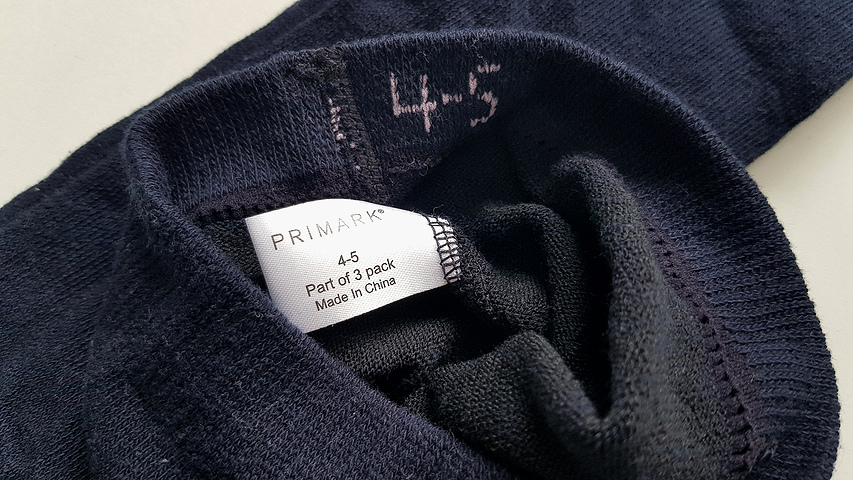 4-5
PRIMARK®
4-5
Part of 3 pack
Made In China